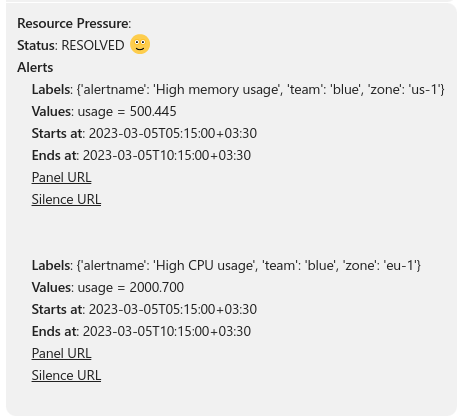 Resource Pressure:
Status: RESOLVED 🙂
Alerts
Labels: {'alertname': 'High memory usage', 'team': 'blue', 'zone': 'us-1'}
Values: usage = 500.445
Starts at: 2023-03-05T05:15:00+03:30
Ends at: 2023-03-05T10:15:00+03:30
Panel URL
Silence URL
Labels: {'alertname': 'High CPU usage', 'team': 'blue', 'zone': 'eu-1'}
Values: usage = 2000.700
Starts at: 2023-03-05T05:15:00+03:30
Ends at: 2023-03-05T10:15:00+03:30
Panel URL
Silence URL